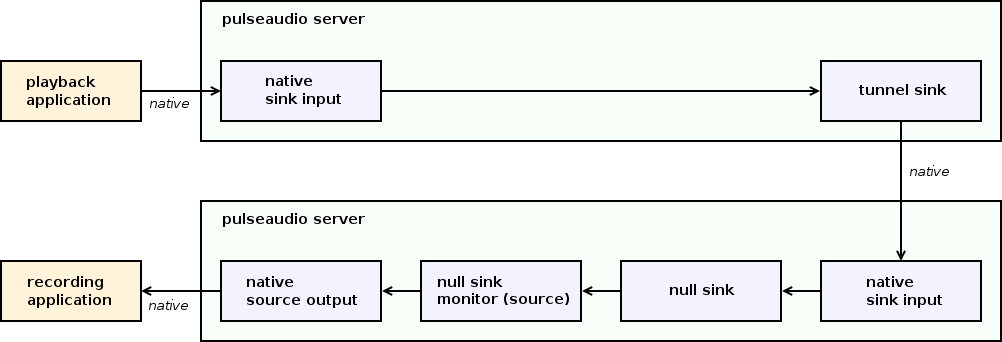 pulseaudio server
playback
application
native
native
sink input
tunnel sink
native
pulseaudio server
recording
application
native
native
source output
null sink
monitor (source)
null sink
native
sink input